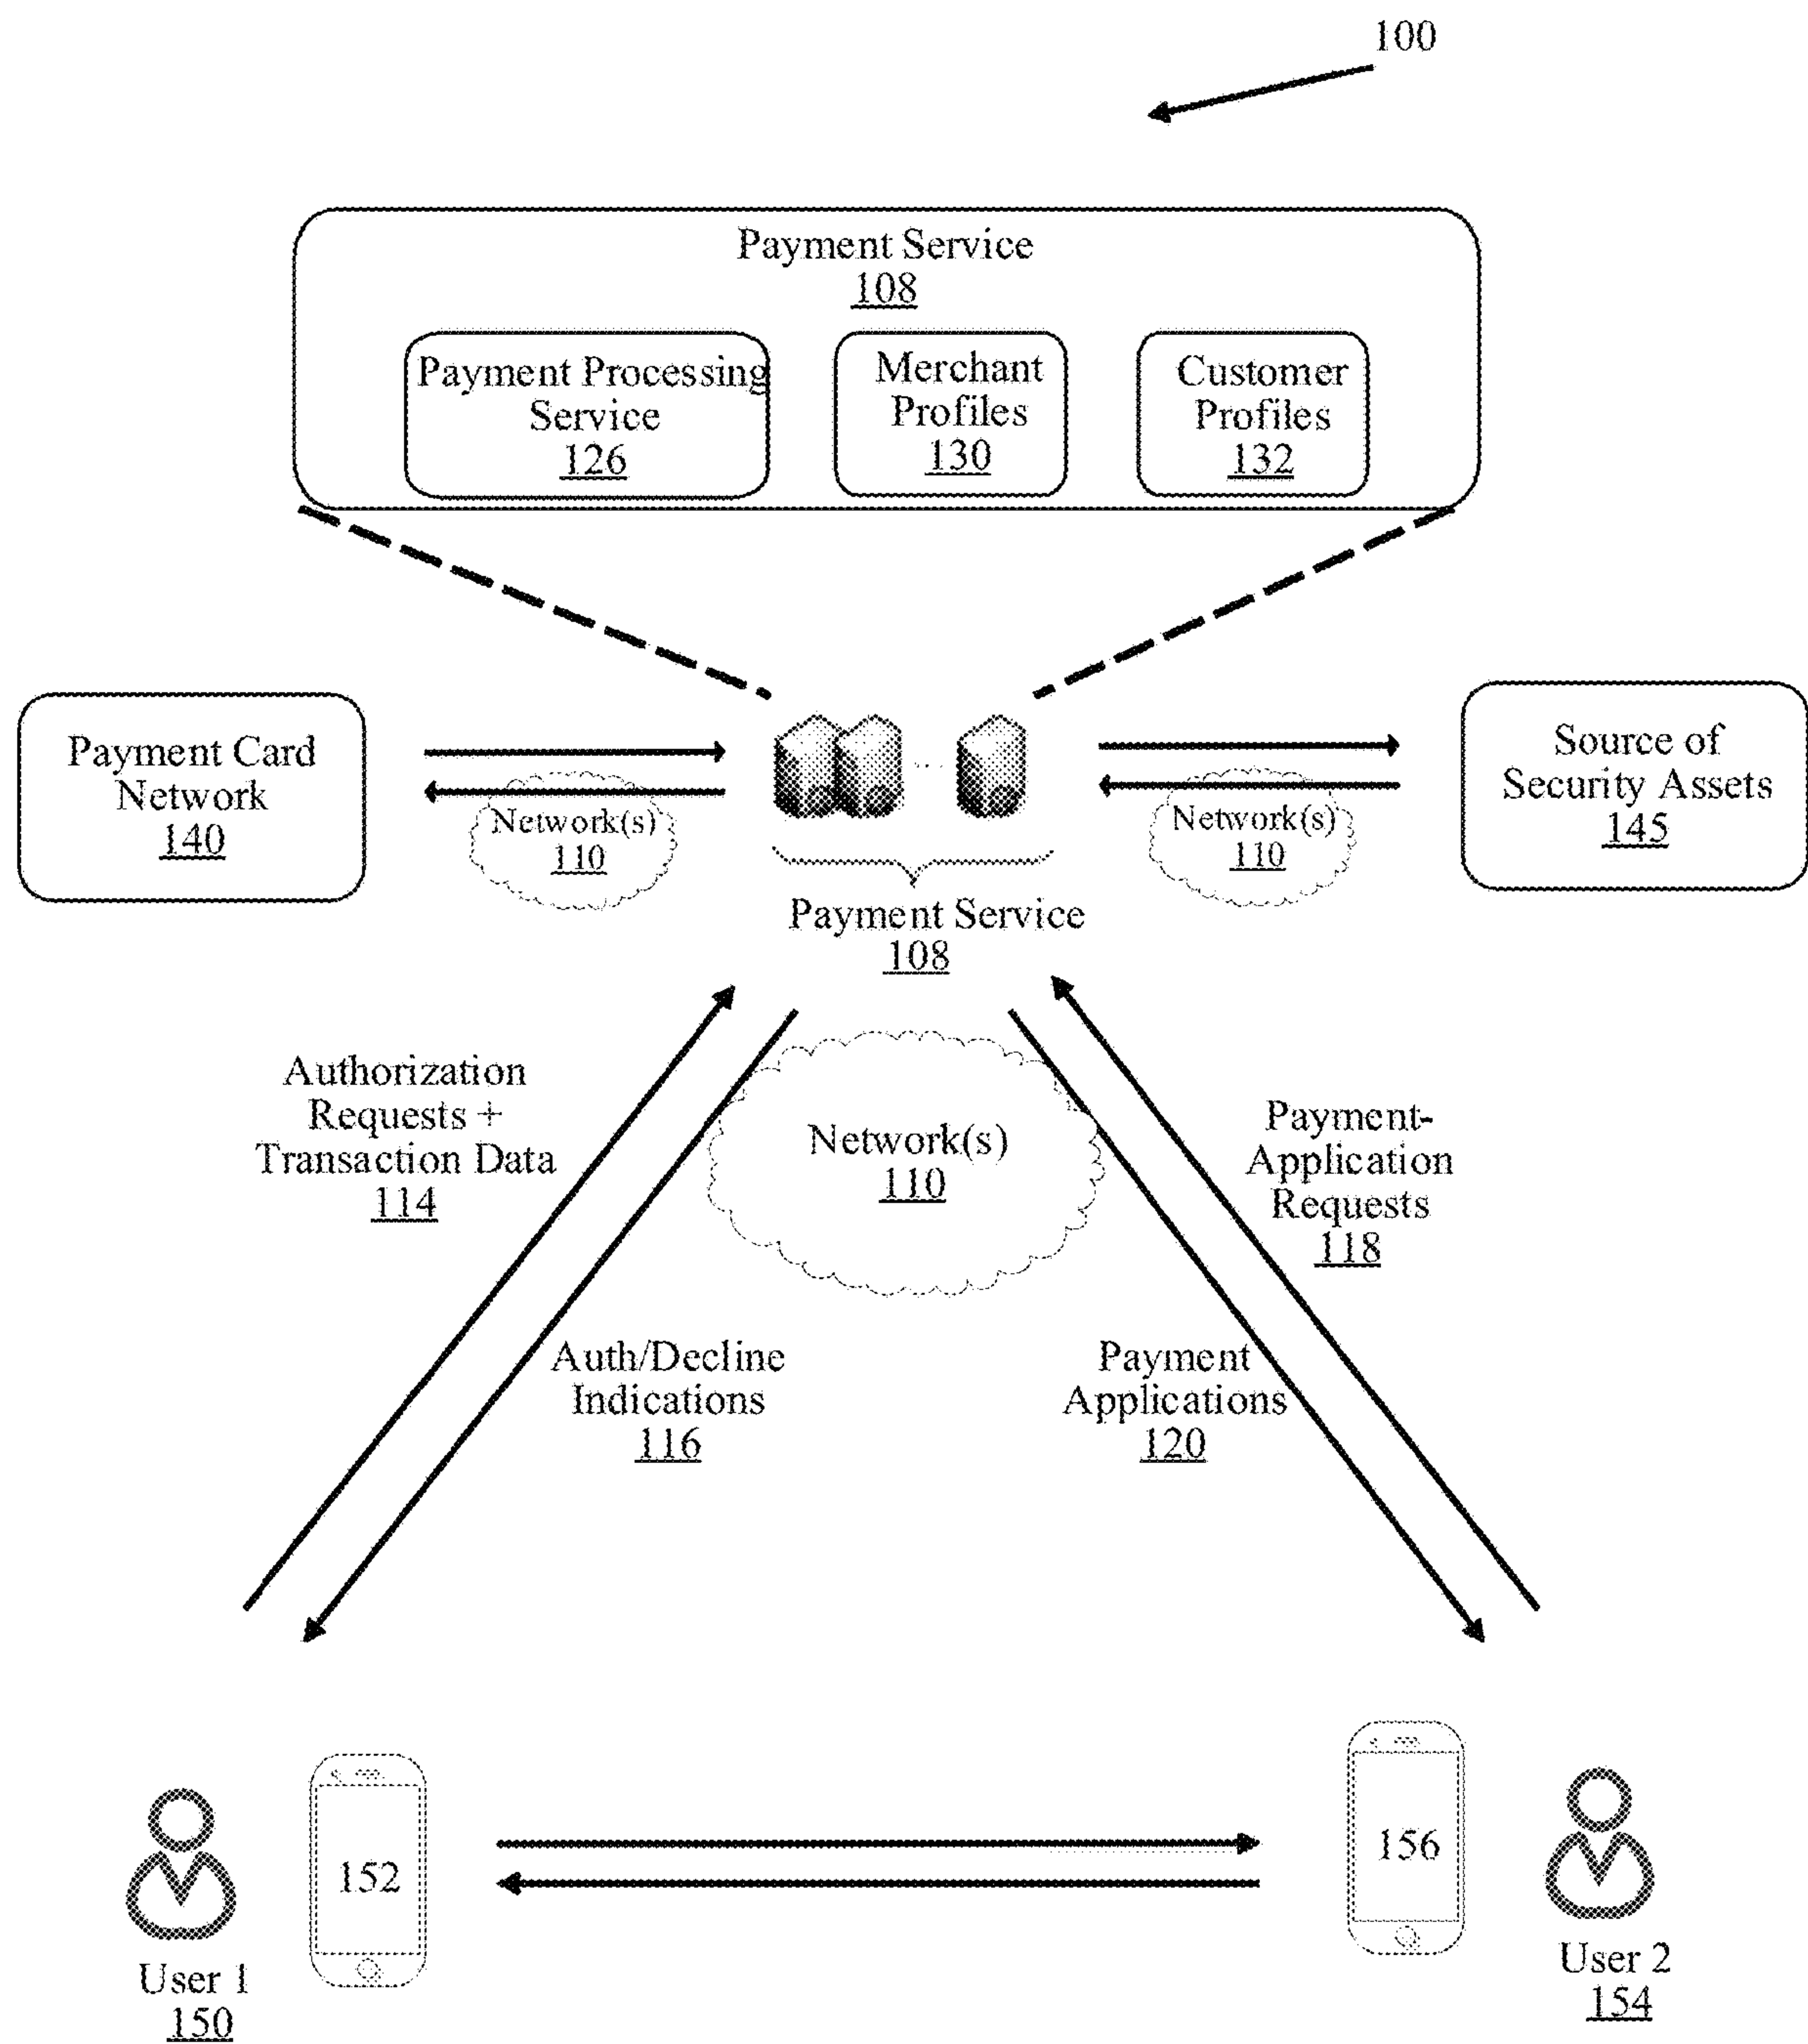 100
Payment Service
108
Payment Processing
Service
126
Merchant
Profiles
130
Customer
Profiles
132
Payment Card
Network
140
Network(s)
110
Payment Service
108
Network(s)
110
Source of
Security Assets
145
Authorization
Requests +
Transaction Data
114
Network(s)
110
Payment-
Application
Requests
118
Auth/Decline
Indications
116
Payment
Applications
120
152
User 1
150
156
User 2
154